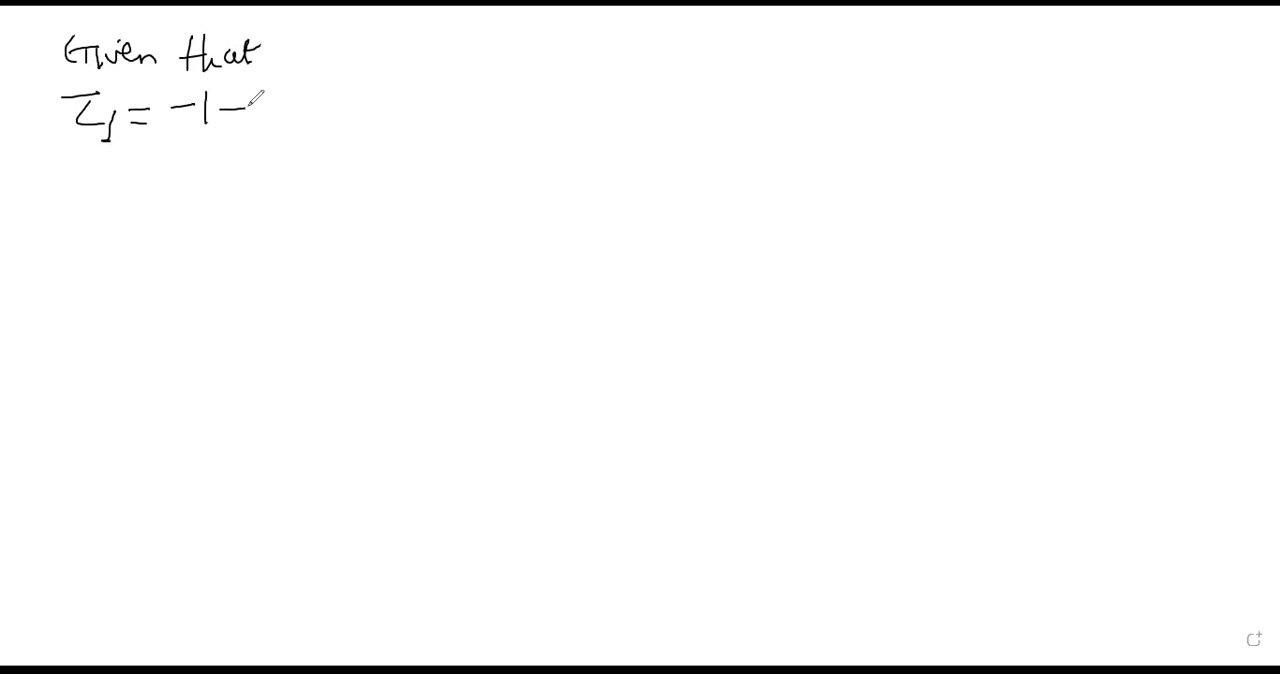 Given that
Z₁ = -1 -